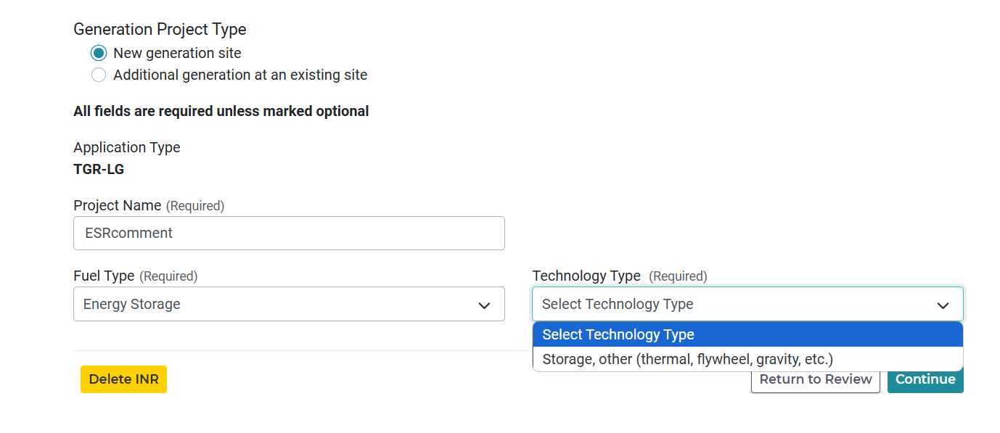 Generation Project Type
New generation site
Additional generation at an existing site
All fields are required unless marked optional
Application Type
TGR-LG
Project Name (Required)
ESRcomment
Fuel Type (Required)
Energy Storage
Technology Type (Required)
Select Technology Type
Select Technology Type
Storage, other (thermal, flywheel, gravity, etc.)
Delete INR
Return to Review
Continue